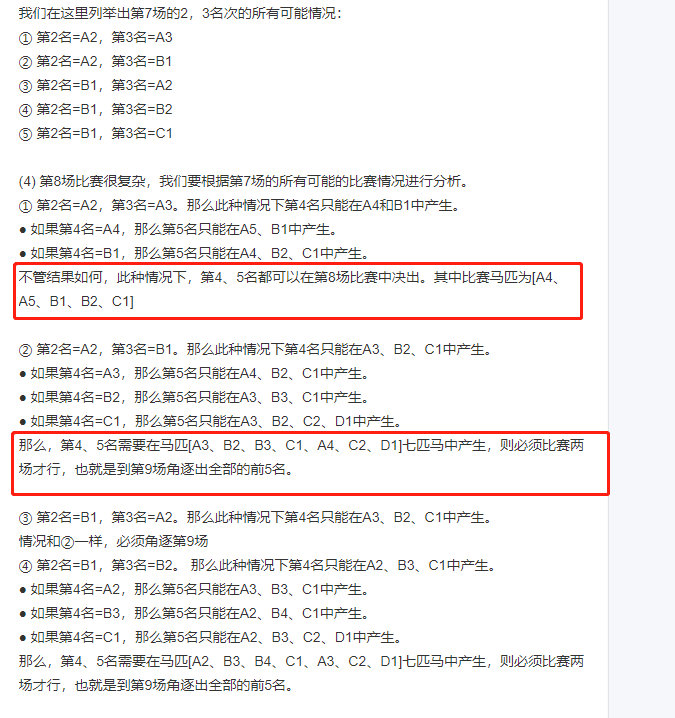 我们在这里列举出第7场的2，3名次的所有可能情况：
① 第2名=A2，第3名=A3
② 第2名=A2，第3名=B1
③ 第2名=B1，第3名=A2
④ 第2名=B1，第3名=B2
⑤ 第2名=B1，第3名=C1
(4) 第8场比赛很复杂，我们要根据第7场的所有可能的比赛情况进行分析。
① 第2名=A2，第3名=A3。那么此种情况下第4名只能在A4和B1中产生。
● 如果第4名=A4，那么第5名只能在A5、B1中产生。
● 如果第4名=B1，那么第5名只能在A4、B2、C1中产生。
不管结果如何，此种情况下，第4、5名都可以在第8场比赛中决出。其中比赛马匹为[A4、
A5、B1、B2、C1]
② 第2名=A2，第3名=B1。那么此种情况下第4名只能在A3、B2、C1中产生。
● 如果第4名=A3，那么第5名只能在A4、B2、C1中产生。
● 如果第4名=B2，那么第5名只能在A3、B3、C1中产生。
● 如果第4名=C1，那么第5名只能在A3、B2、C2、D1中产生。
那么，第4、5名需要在马匹[A3、B2、B3、C1、A4、C2、D1]七匹马中产生，则必须比赛两
场才行，也就是到第9场角逐出全部的前5名。
③ 第2名=B1，第3名=A2。那么此种情况下第4名只能在A3、B2、C1中产生。
情况和②一样，必须角逐第9场
④ 第2名=B1，第3名=B2。 那么此种情况下第4名只能在A2、B3、C1中产生。
● 如果第4名=A2，那么第5名只能在A3、B3、C1中产生。
● 如果第4名=B3，那么第5名只能在A2、B4、C1中产生。
● 如果第4名=C1，那么第5名只能在A2、B3、C2、D1中产生。
那么，第4、5名需要在马匹[A2、B3、B4、C1、A3、C2、D1]七匹马中产生，则必须比赛两
场才行，也就是到第9场角逐出全部的前5名。